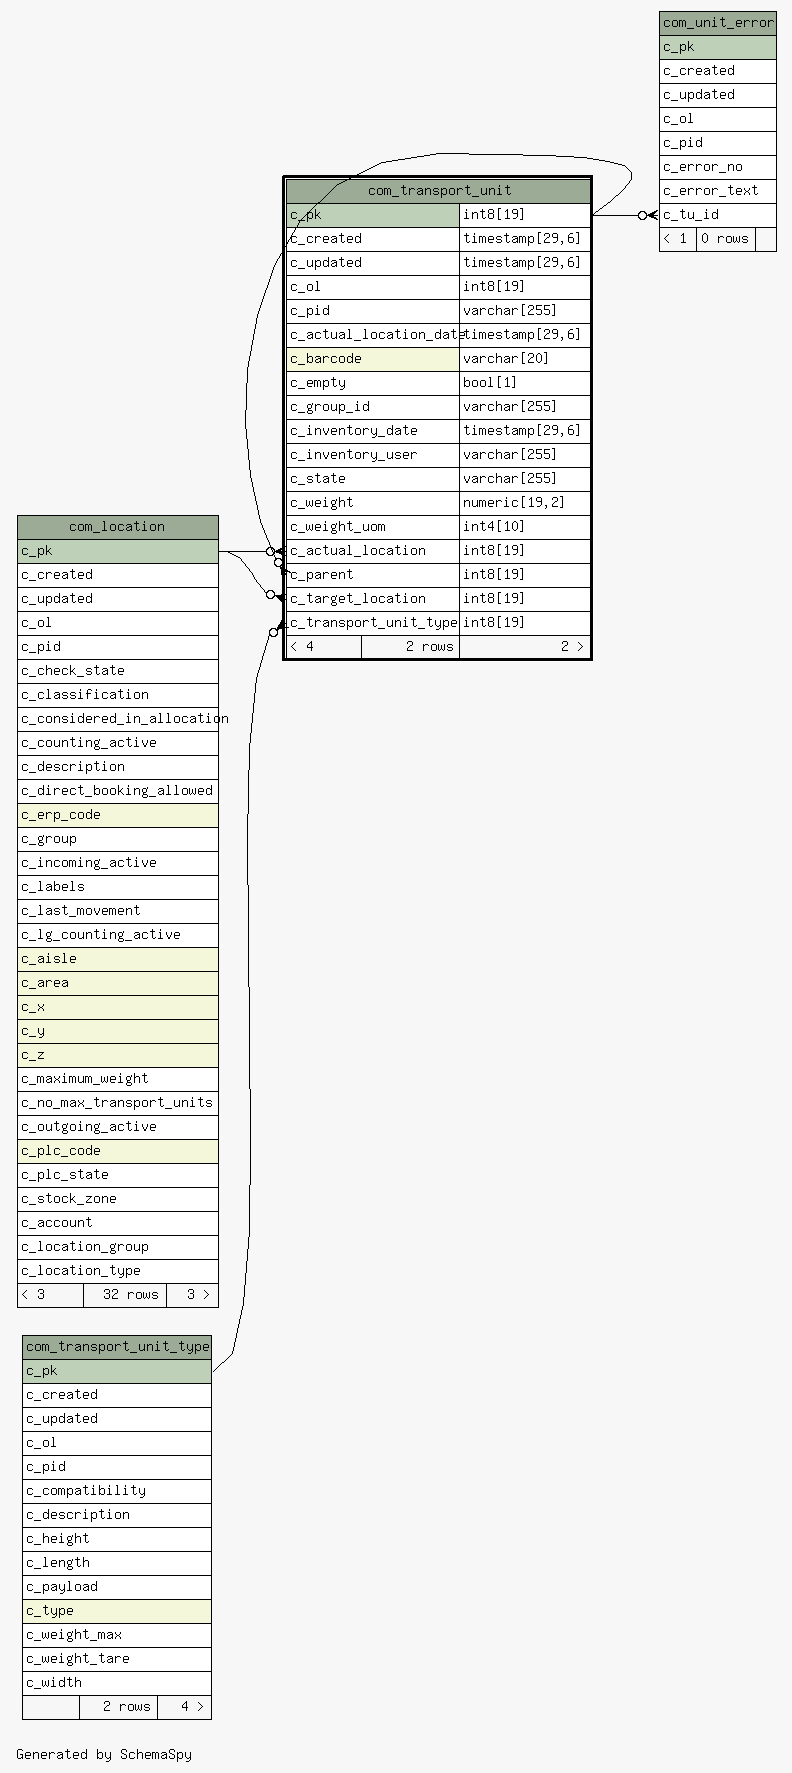 com_unit_error
c_pk
c_created
c_updated
c_ol
c_pid
c_error_no
c_error_text
c_tu_id
< 1 0 rows
com_transport_unit
c_pk int8[19]
c_created timestamp[29,6]
c_updated timestamp[29,6]
c_ol int8[19]
c_pid varchar[255]
c_actual_location_date timestamp[29,6]
c_barcode varchar[20]
c_empty bool[1]
c_group_id varchar[255]
c_inventory_date timestamp[29,6]
c_inventory_user varchar[255]
c_state varchar[255]
c_weight numeric[19,2]
c_weight_uom int4[10]
c_actual_location int8[19]
c_parent int8[19]
c_target_location int8[19]
c_transport_unit_type int8[19]
< 4 2 rows 2 >
com_location
c_pk
c_created
c_updated
c_ol
c_pid
c_check_state
c_classification
c_considered_in_allocation
c_counting_active
c_description
c_direct_booking_allowed
c_erp_code
c_group
c_incoming_active
c_labels
c_last_movement
c_lg_counting_active
c_aisle
c_area
c_x
c_y
c_z
c_maximum_weight
c_no_max_transport_units
c_outgoing_active
c_plc_code
c_plc_state
c_stock_zone
c_account
c_location_group
c_location_type
< 3 32 rows 3 >
com_transport_unit_type
c_pk
c_created
c_updated
c_ol
c_pid
c_compatibility
c_description
c_height
c_length
c_payload
c_type
c_weight_max
c_weight_tare
c_width
2 rows 4 >
Generated by SchemaSpy